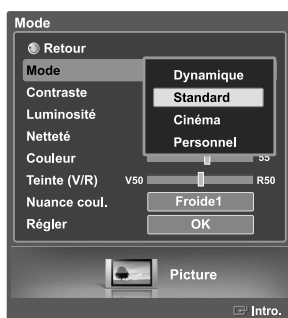 Mode
Retour
Mode
Dynamique
Contraste
Standard
Luminosité
Cinéma
Netteté
Personnel
Couleur 55
Teinte (V/R) V50 R50
Nuance coul. Froide1
Régler OK
Picture
Intro.